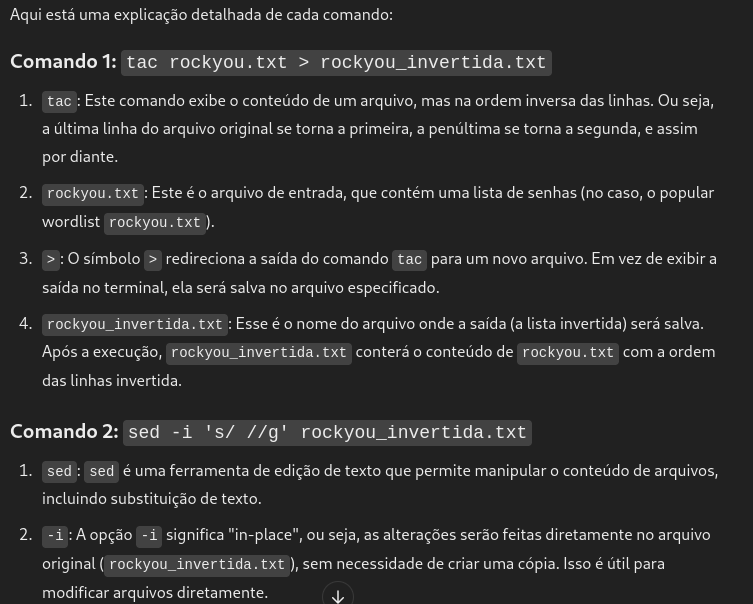 Aqui está uma explicação detalhada de cada comando:
Comando 1: tac rockyou.txt > rockyou_invertida.txt
1. tac: Este comando exibe o conteúdo de um arquivo, mas na ordem inversa das linhas. Ou seja,
a última linha do arquivo original se torna a primeira, a penúltima se torna a segunda, e assim
por diante.
2. rockyou.txt: Este é o arquivo de entrada, que contém uma lista de senhas (no caso, o popular
wordlist rockyou.txt).
3. >: O símbolo > redireciona a saída do comando tac para um novo arquivo. Em vez de exibir a
saída no terminal, ela será salva no arquivo especificado.
4. rockyou_invertida.txt: Esse é o nome do arquivo onde a saída (a lista invertida) será salva.
Após a execução, rockyou_invertida.txt conterá o conteúdo de rockyou.txt com a ordem
das linhas invertida.
Comando 2: sed -i 's/ //g' rockyou_invertida.txt
1. sed: sed é uma ferramenta de edição de texto que permite manipular o conteúdo de arquivos,
incluindo substituição de texto.
2. -i: A opção -i significa "in-place", ou seja, as alterações serão feitas diretamente no arquivo
original (rockyou_invertida.txt), sem necessidade de criar uma cópia. Isso é útil para
modificar arquivos diretamente.